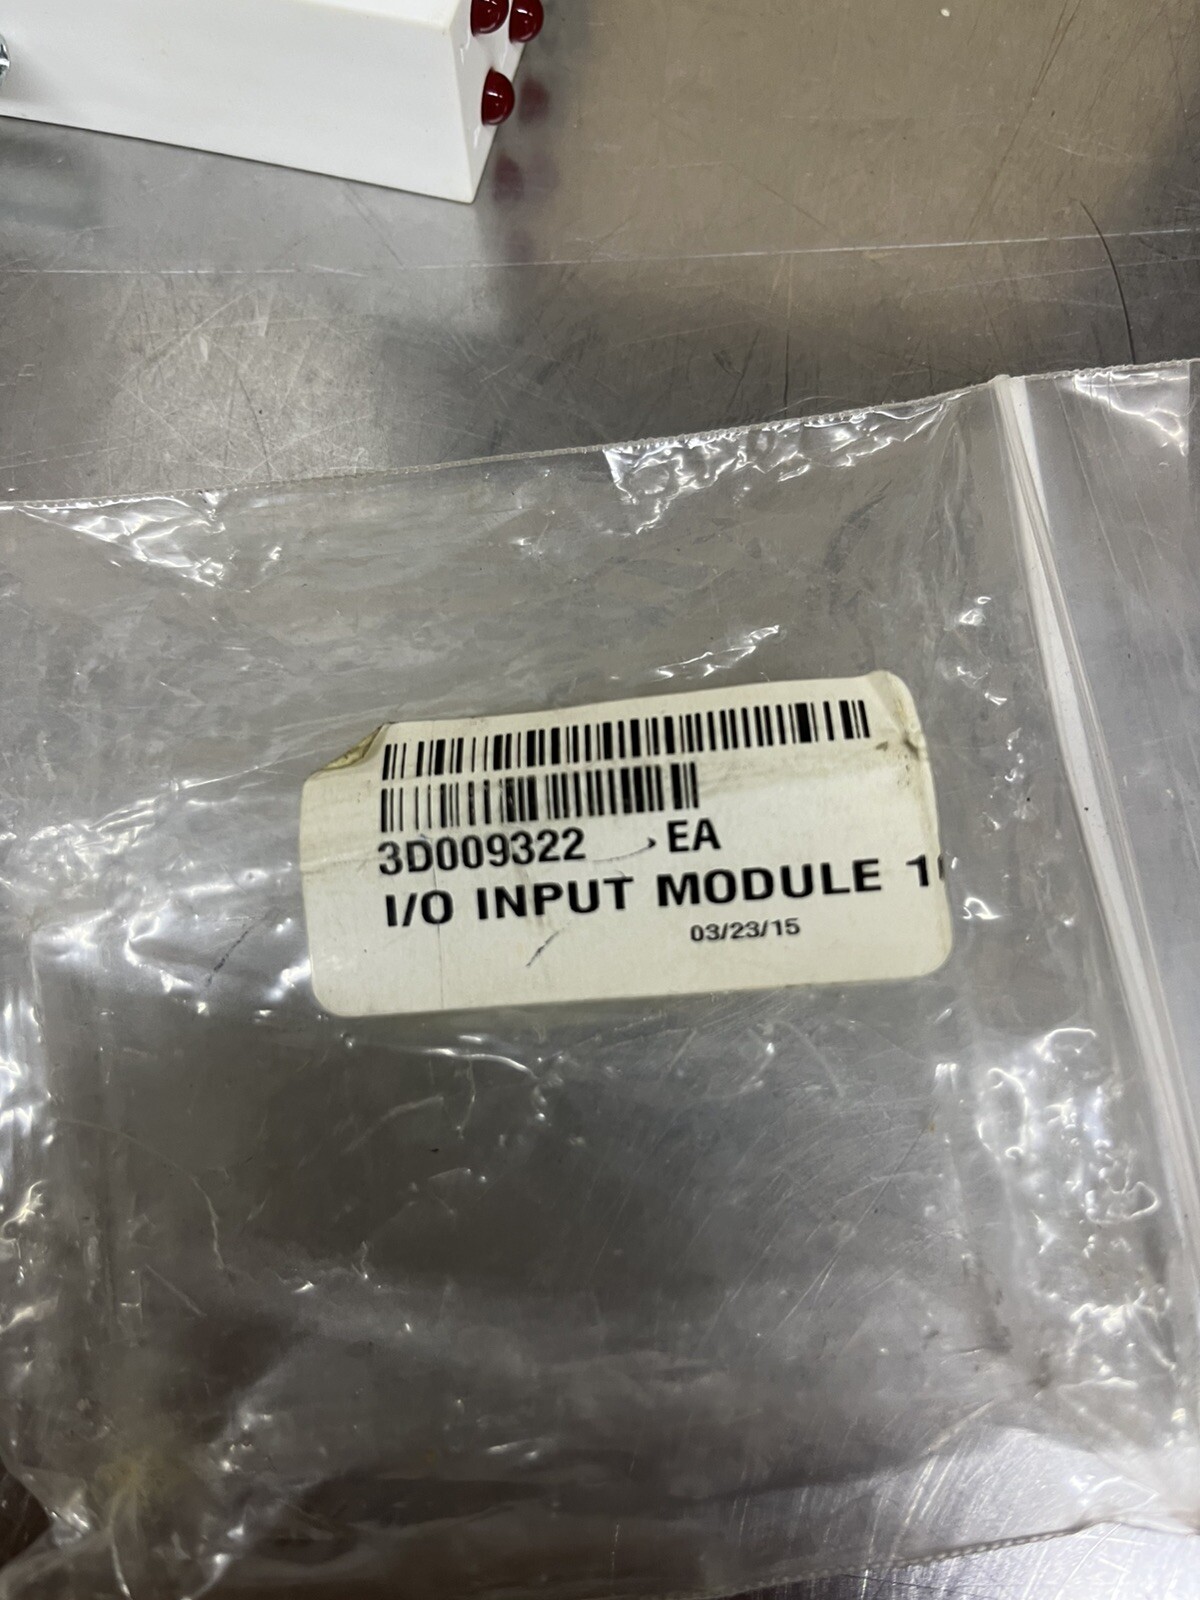 3D009322 EA
I/O INPUT MODULE
03/23/15